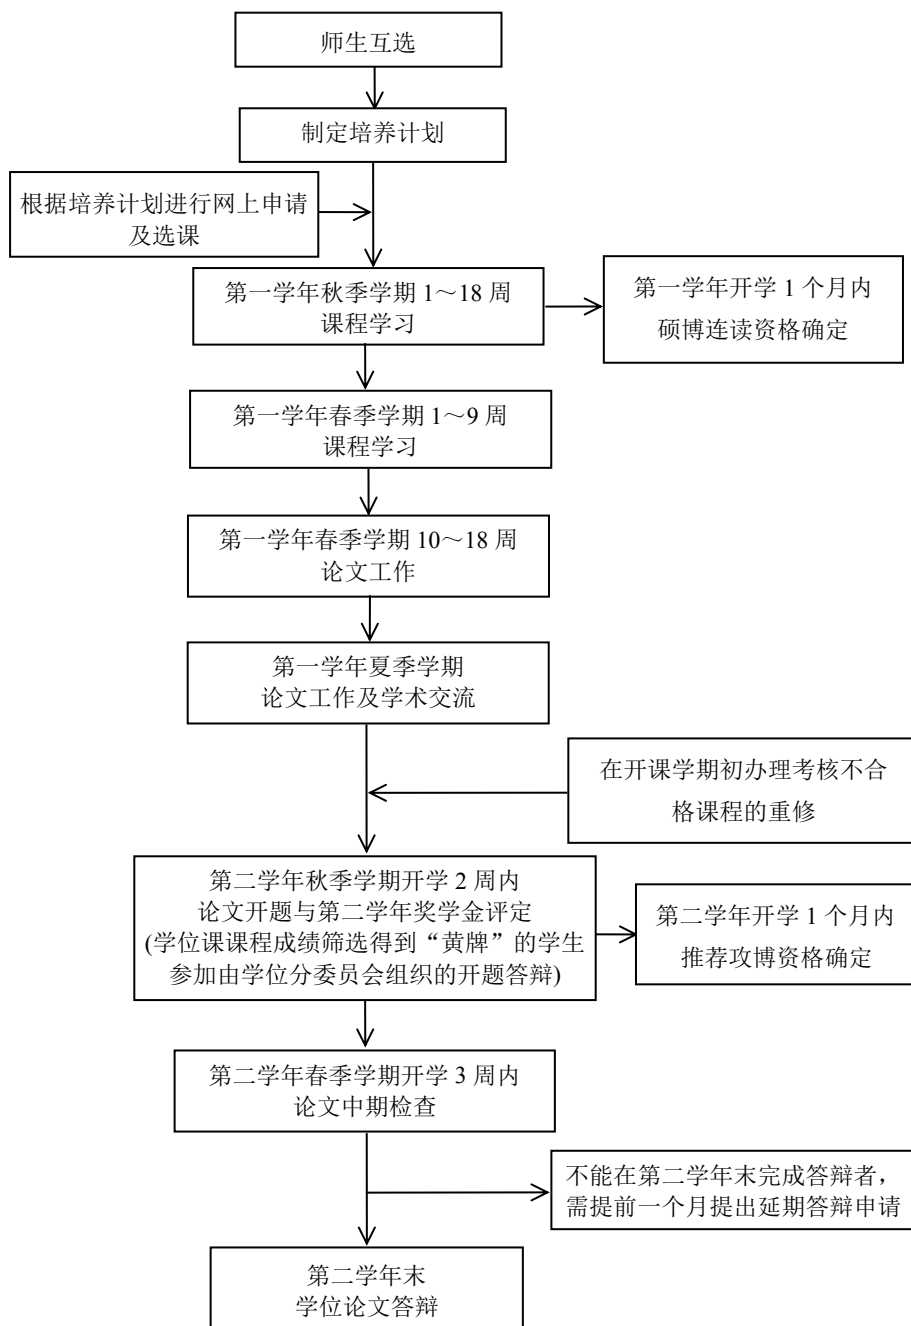 师生互选
制定培养计划
根据培养计划进行网上申请
及选课
第一学年秋季学期 1～18 周
课程学习
第一学年开学 1 个月内
硕博连读资格确定
第一学年春季学期 1～9 周
课程学习
第一学年春季学期 10～18 周
论文工作
第一学年夏季学期
论文工作及学术交流
在开课学期初办理考核不合
格课程的重修
第二学年秋季学期开学 2 周内
论文开题与第二学年奖学金评定
(学位课课程成绩筛选得到“黄牌”的学生
参加由学位分委员会组织的开题答辩)
第二学年开学 1 个月内
推荐攻博资格确定
第二学年春季学期开学 3 周内
论文中期检查
不能在第二学年末完成答辩者，
需提前一个月提出延期答辩申请
第二学年末
学位论文答辩